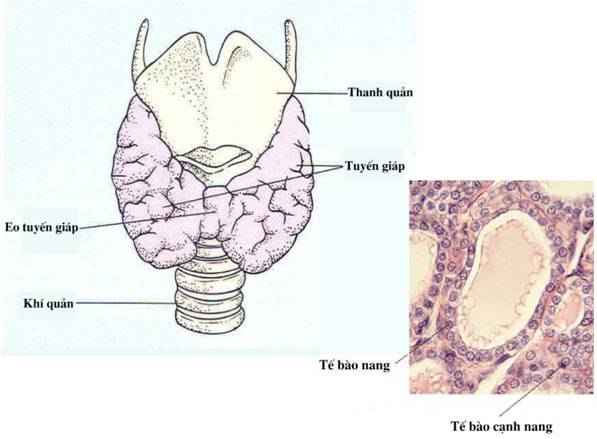 Thanh quản
Tuyến giáp
Eo tuyến giáp
Khí quản
Tế bào nang
Tế bào cạnh nang